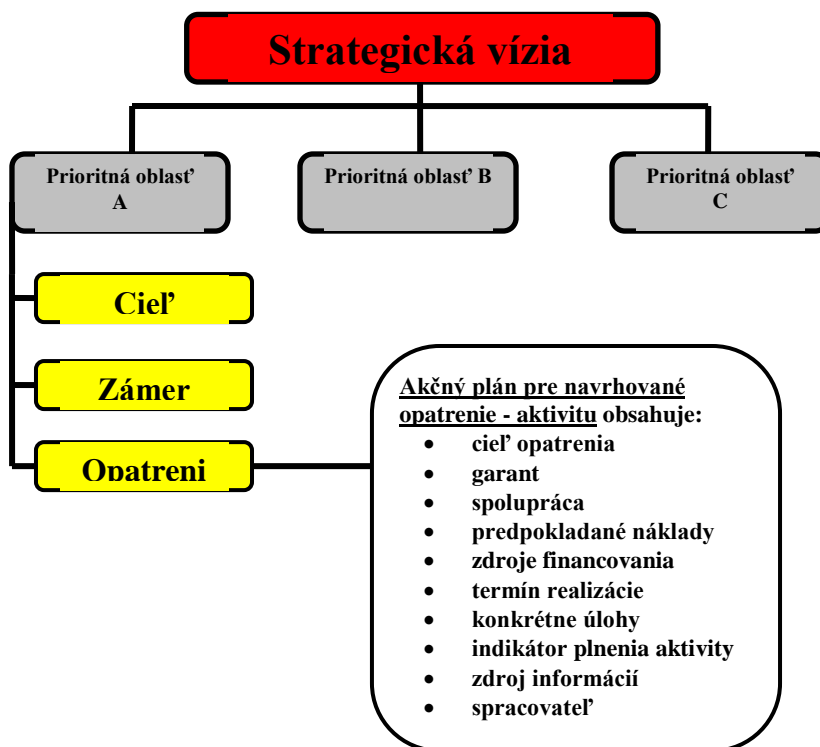 Strategická vízia
Prioritná oblasť
A
Prioritná oblasť B
Prioritná oblasť
C
Cieľ
Zámer
Opatreni
Akčný plán pre navrhované
opatrenie - aktivitu obsahuje:
• cieľ opatrenia
• garant
• spolupráca
• predpokladané náklady
• zdroje financovania
• termín realizácie
• konkrétne úlohy
• indikátor plnenia aktivity
• zdroj informácií
• spracovateľ